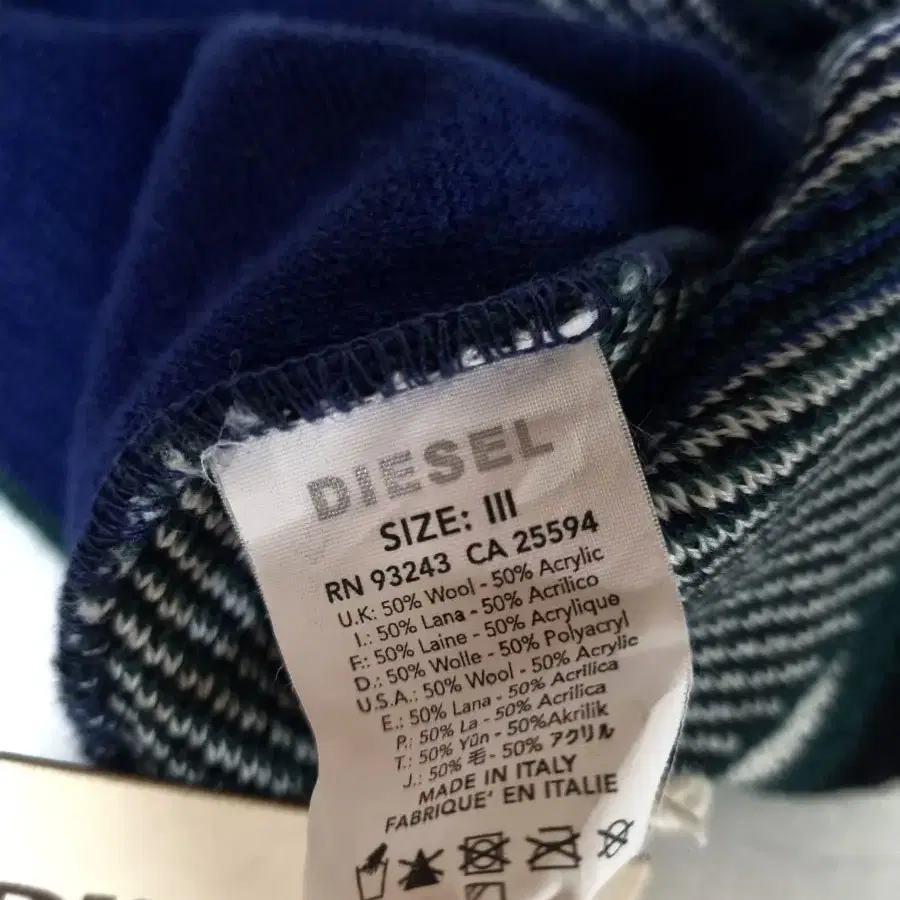 DIESEL
SIZE: III
RN 93243 CA 25594
U.K: 50% Wool - 50% Acrylic
I.: 50% Lana - 50% Acrilico
F.: 50% Laine - 50% Acrylique
D.: 50% Wolle - 50% Polyacryl
U.S.A.: 50% Wool - 50% Acrylic
E.: 50% Lana - 50% Acrilica
P.: 50% La - 50% Acrilica
T.: 50% Yün - 50%Akrilik
J.: 50% 毛 - 50% アクリル
MADE IN ITALY
FABRIQUE' EN ITALIE